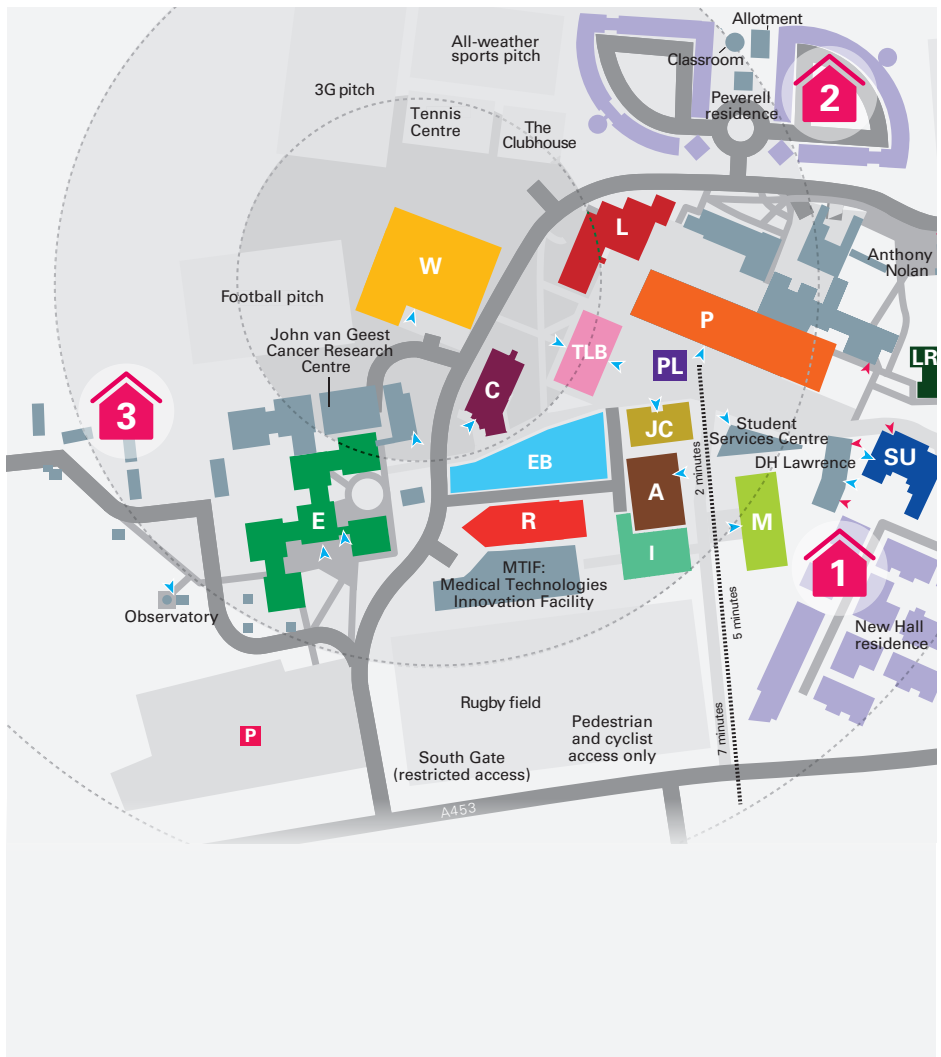 Allotment
All-weather
sports pitch
Classroom
3G pitch
2
Peverell
residence
Tennis
Centre
The
Clubhouse
L
Anthony
Nolan
W
Football pitch
P
John van Geest
Cancer Research
Centre
TLB
PL
LR
C
3
JC
Student
Services Centre
2 minutes
DH Lawrence
SU
EB
A
E
R
M
I
1
MTIF:
Medical Technologies
Innovation Facility
Observatory
5 minutes
New Hall
residence
Rugby field
P
Pedestrian
and cyclist
access only
7 minutes
South Gate
(restricted access)
A453